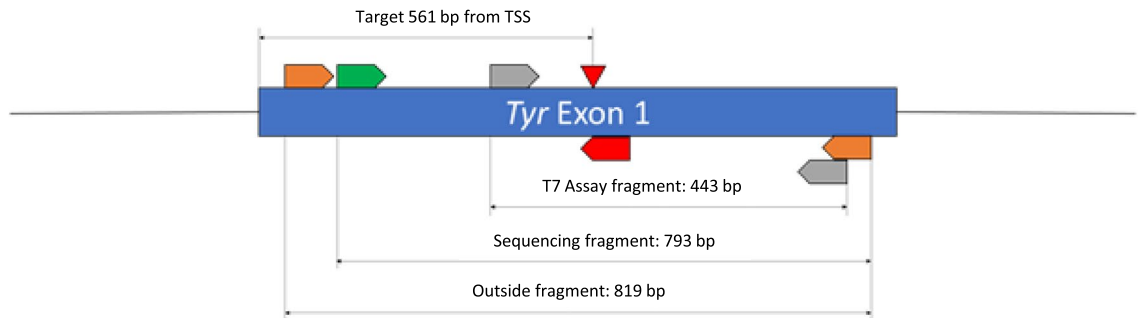 Target 561 bp from TSS
Tyr Exon 1
T7 Assay fragment: 443 bp
Sequencing fragment: 793 bp
Outside fragment: 819 bp